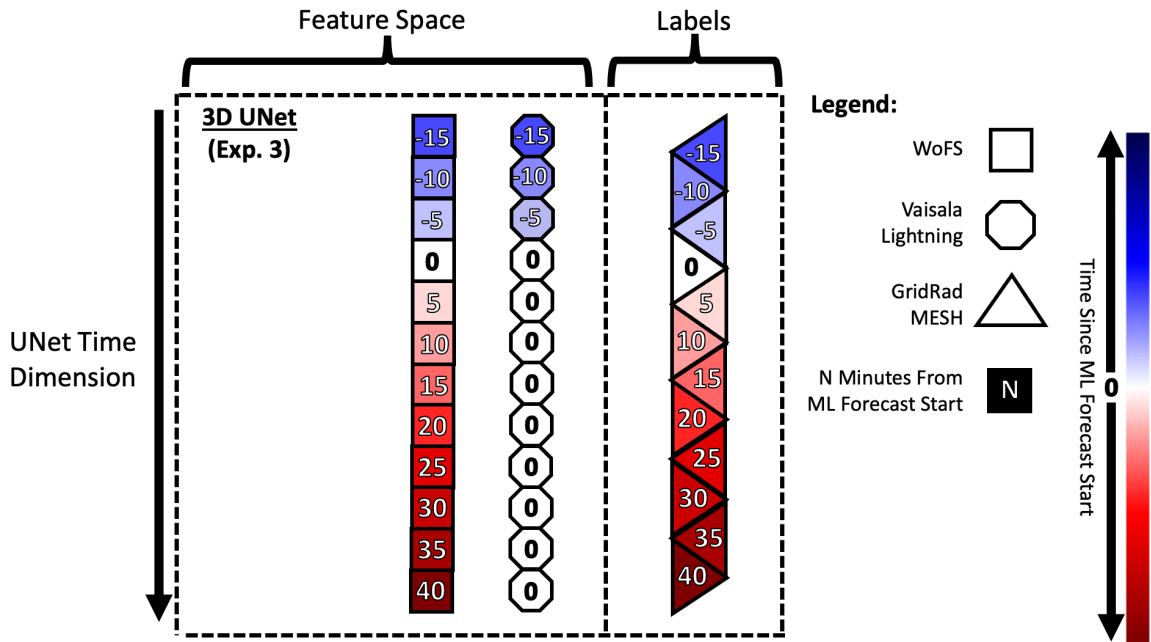 Feature Space
Labels
3D UNet
(Exp. 3)
UNet Time
Dimension
-15
-10
-5
0
5
10
15
20
25
30
35
40
-15
-10
-5
0
0
0
0
0
0
0
0
0
-15
-10
-5
0
5
10
15
20
25
30
35
40
Legend:
WoFS
Vaisala
Lightning
GridRad
MESH
N Minutes From
ML Forecast Start
N
Time Since ML Forecast Start
0